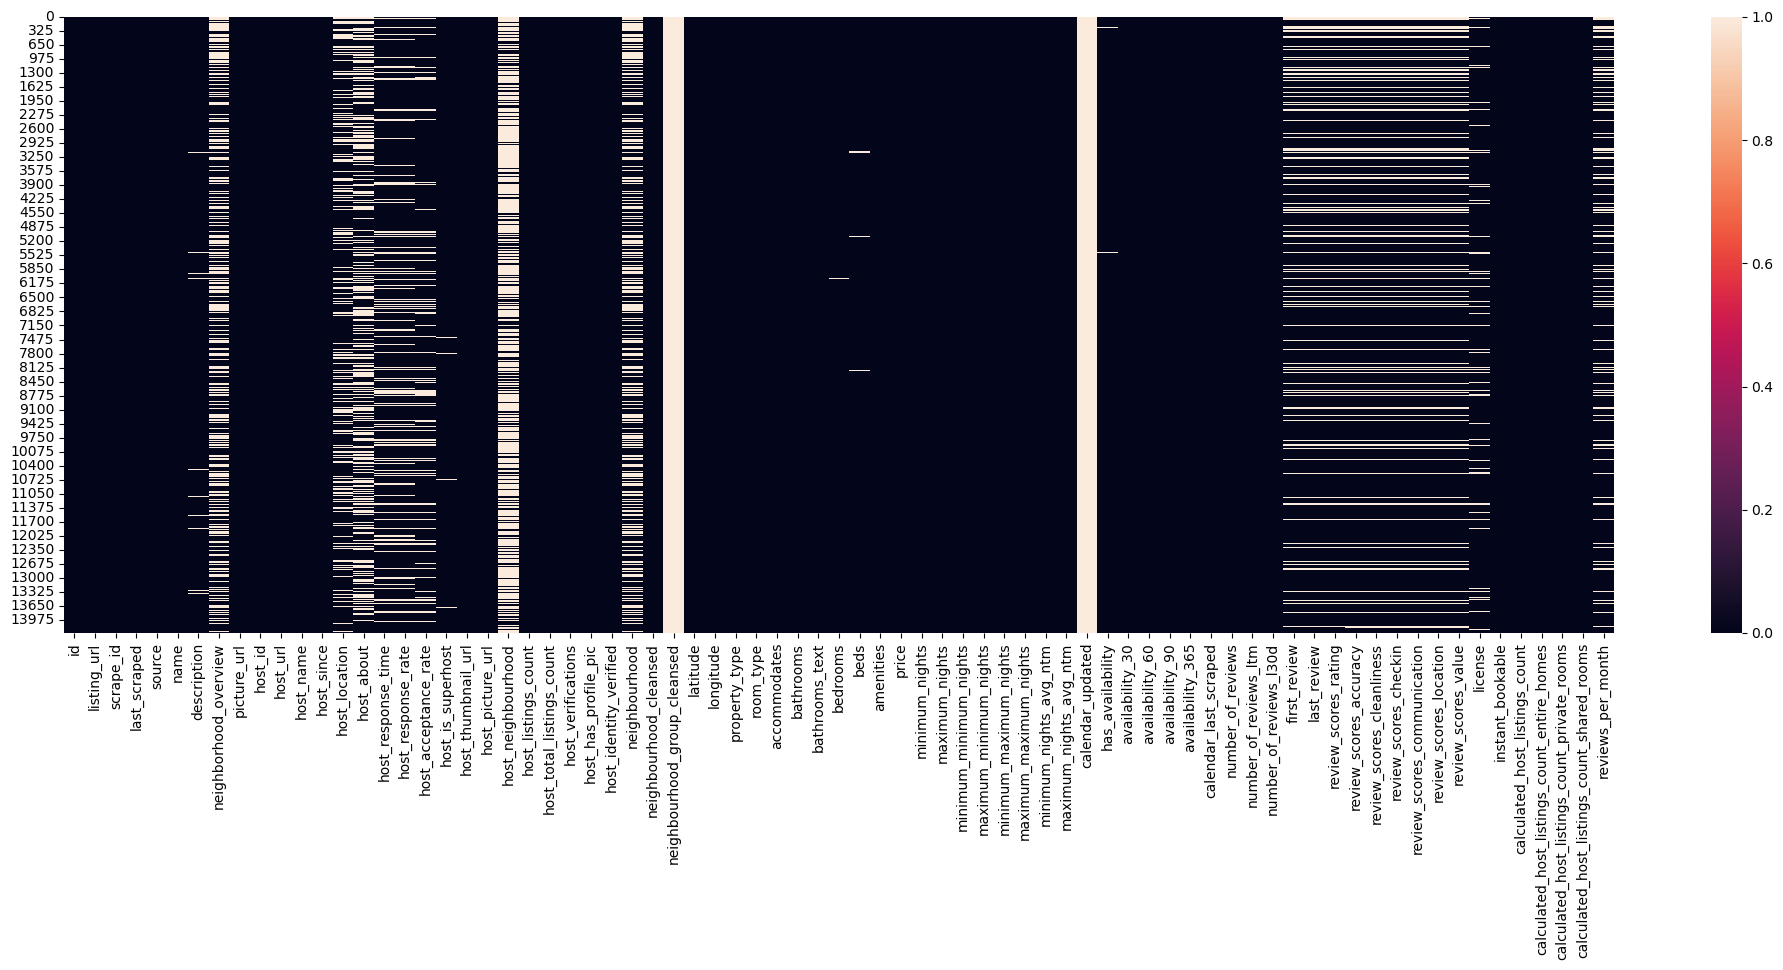 0
325
650
975
1300
1625
1950
2275
2600
2925
3250
3575
3900
4225
4550
4875
5200
5525
5850
6175
6500
6825
7150
7475
7800
8125
8450
8775
9100
9425
9750
10075
10400
10725
11050
11375
11700
12025
12350
12675
13000
13325
13650
13975
id
listing_url
scrape_id
last_scraped
source
name
description
neighborhood_overview
picture_url
host_id
host_url
host_name
host_since
host_location
host_about
host_response_time
host_response_rate
host_acceptance_rate
host_is_superhost
host_thumbnail_url
host_picture_url
host_neighbourhood
host_listings_count
host_total_listings_count
host_verifications
host_has_profile_pic
host_identity_verified
neighbourhood
neighbourhood_cleansed
neighbourhood_group_cleansed
latitude
longitude
property_type
room_type
accommodates
bathrooms
bathrooms_text
bedrooms
beds
amenities
price
minimum_nights
maximum_nights
minimum_minimum_nights
maximum_minimum_nights
minimum_maximum_nights
maximum_maximum_nights
minimum_nights_avg_ntm
maximum_nights_avg_ntm
calendar_updated
has_availability
availability_30
availability_60
availability_90
availability_365
calendar_last_scraped
number_of_reviews
number_of_reviews_ltm
number_of_reviews_l30d
first_review
last_review
review_scores_rating
review_scores_accuracy
review_scores_cleanliness
review_scores_checkin
review_scores_communication
review_scores_location
review_scores_value
license
instant_bookable
calculated_host_listings_count
calculated_host_listings_count_entire_homes
calculated_host_listings_count_private_rooms
calculated_host_listings_count_shared_rooms
reviews_per_month
1.0
0.8
0.6
0.4
0.2
0.0